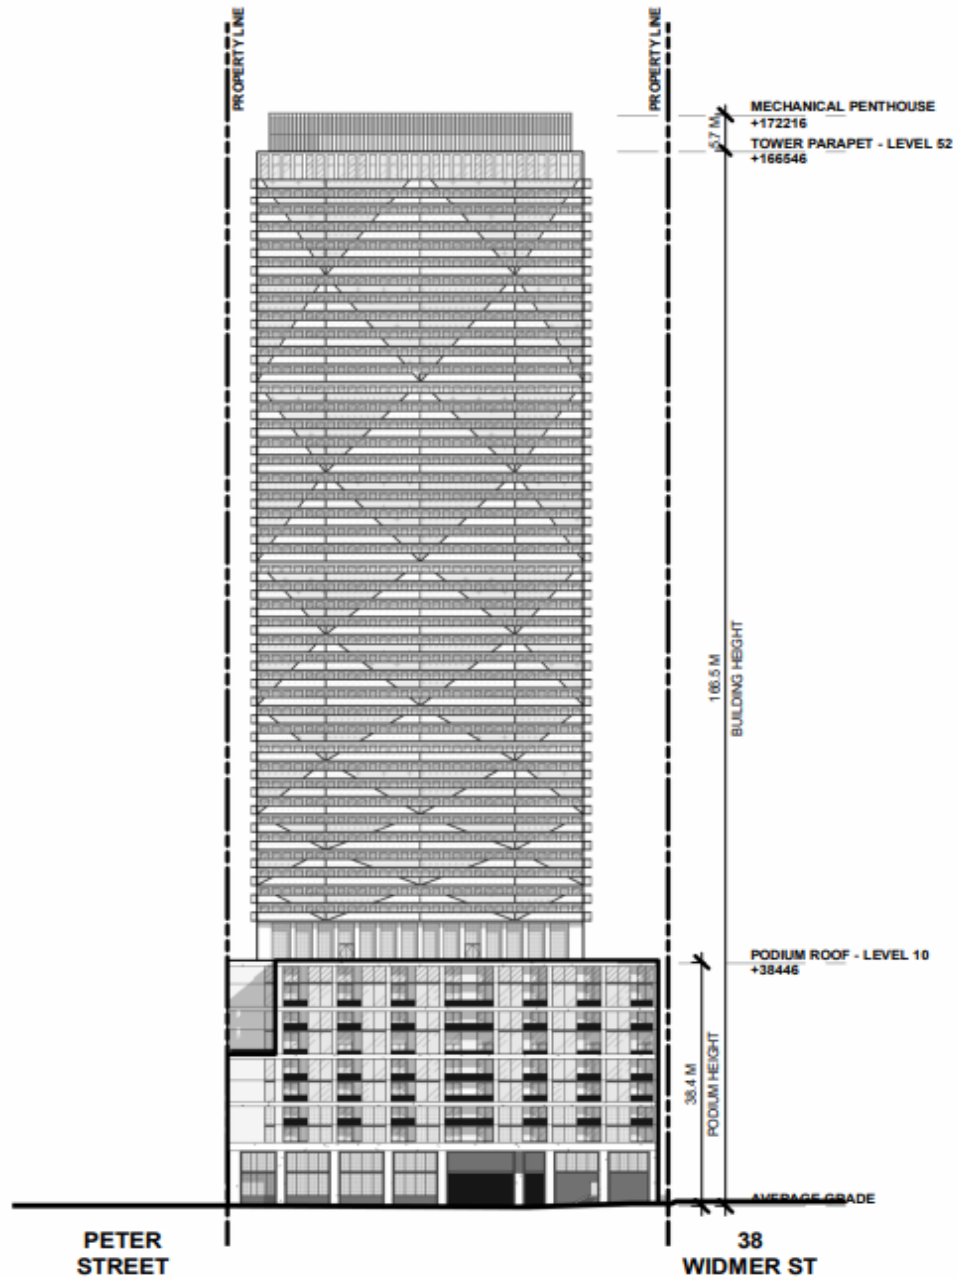 PROPERTY LINE
PROPERTY LINE
MECHANICAL PENTHOUSE
+172216
5.7 M
TOWER PARAPET - LEVEL 52
+166546
166.5 M
BUILDING HEIGHT
PODIUM ROOF - LEVEL 10
+38446
38.4 M
PODIUM HEIGHT
AVERAGE GRADE
PETER
STREET
38
WIDMER ST